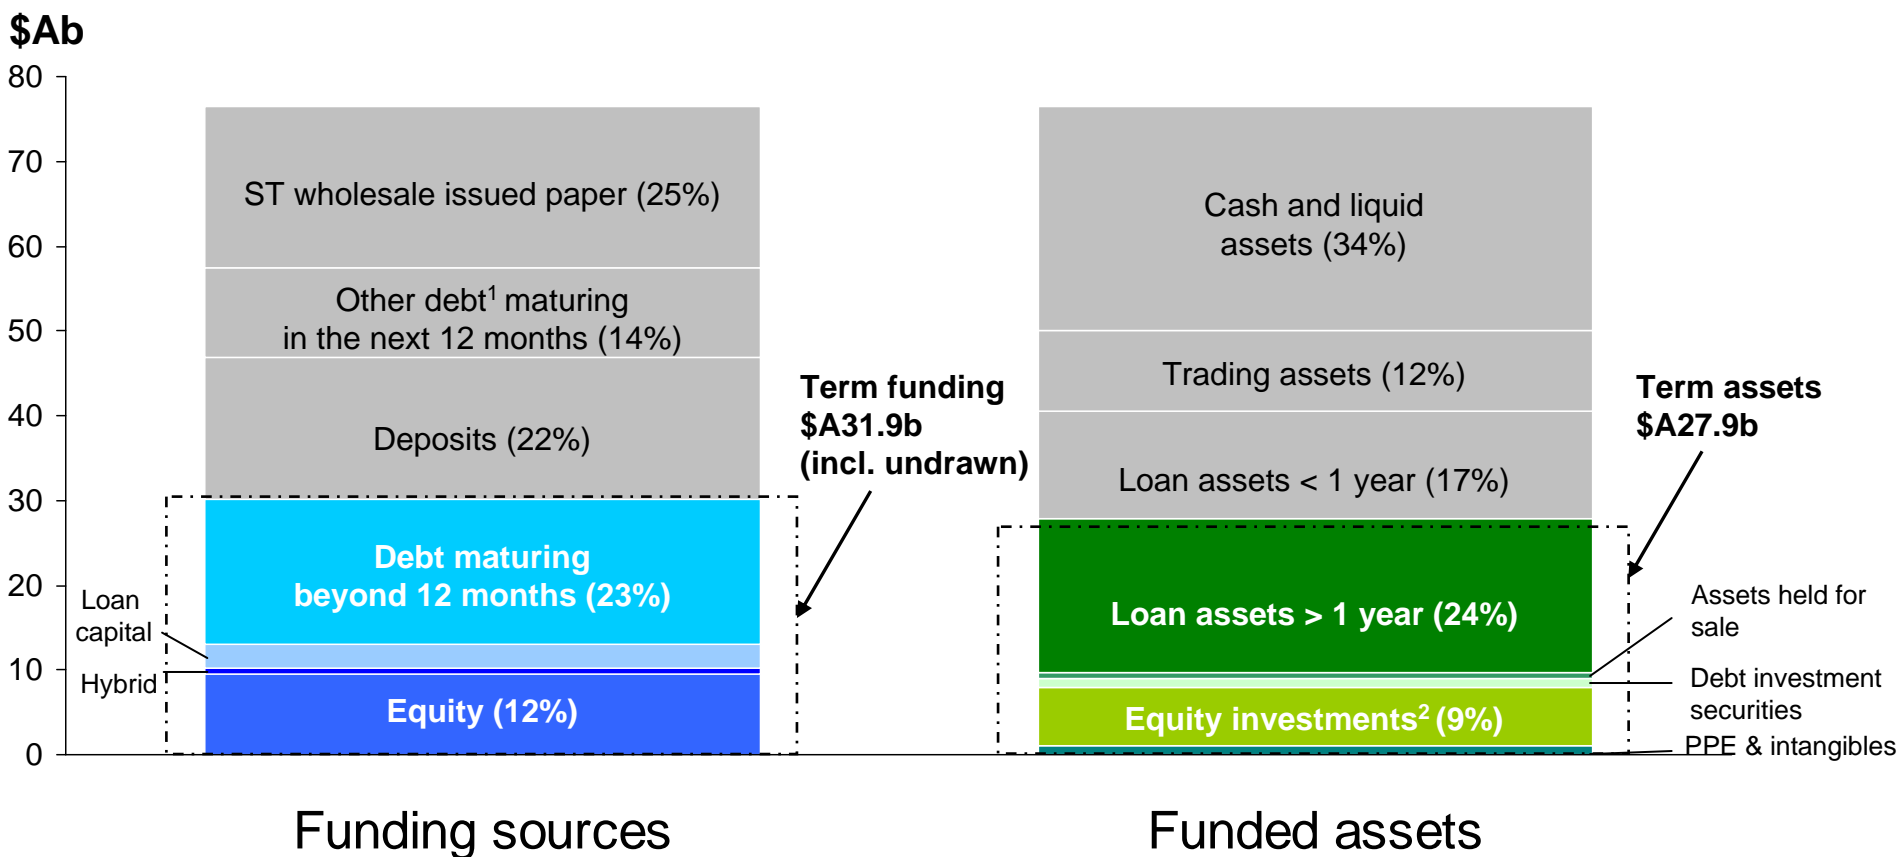 $Ab
80
70
60
50
40
30
20
10
0
ST wholesale issued paper (25%)
Other debt¹ maturing
in the next 12 months (14%)
Deposits (22%)
Debt maturing
beyond 12 months (23%)
Loan
capital
Hybrid
Equity (12%)
Term funding
$A31.9b
(incl. undrawn)
Cash and liquid
assets (34%)
Trading assets (12%)
Loan assets < 1 year (17%)
Loan assets > 1 year (24%)
Equity investments² (9%)
Term assets
$A27.9b
Assets held for
sale
Debt investment
securities
PPE & intangibles
Funding sources
Funded assets